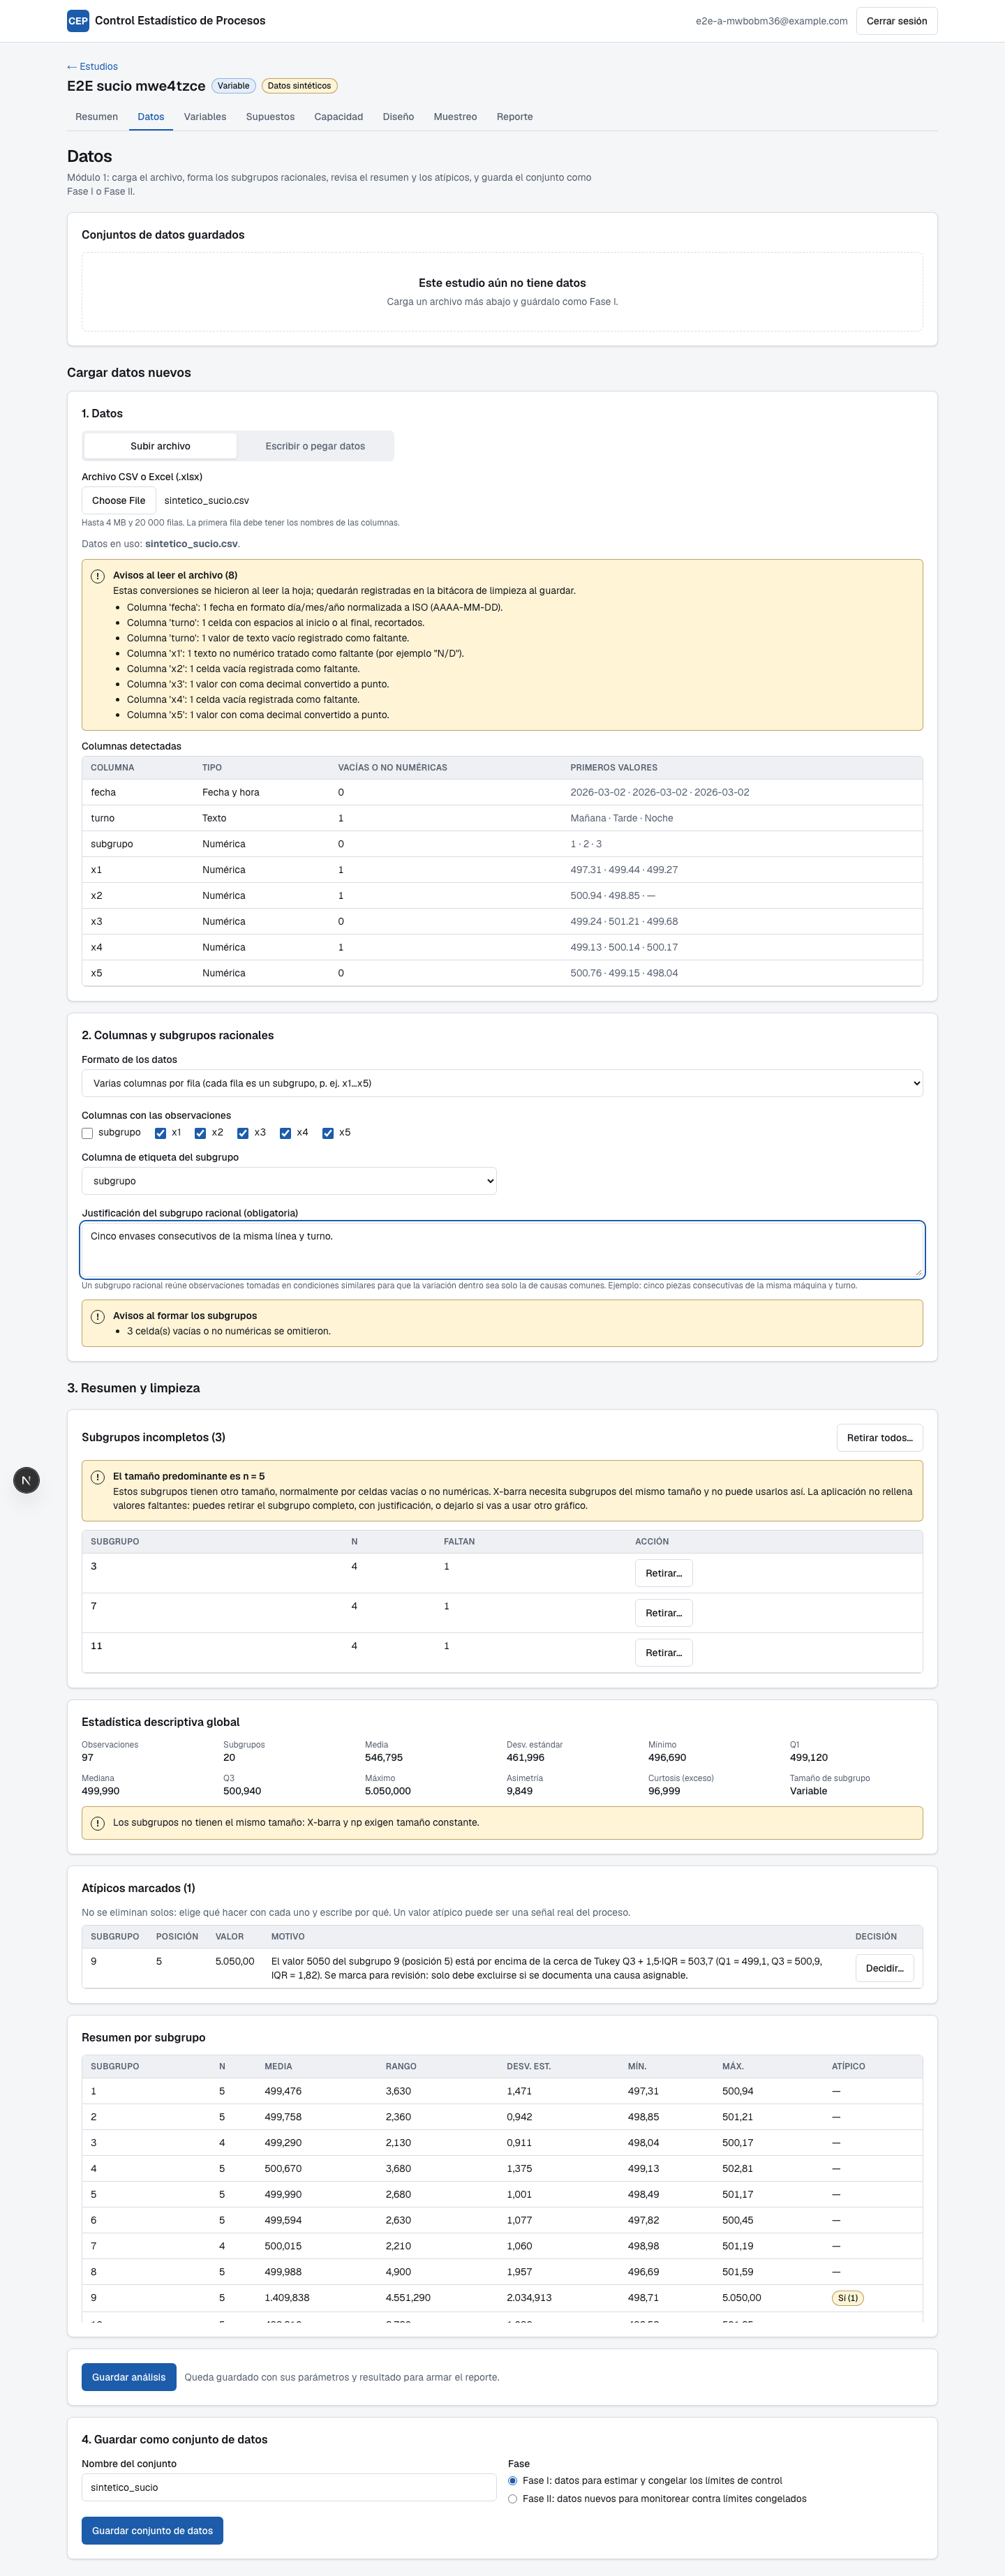 CEP Control Estadístico de Procesos
e2e-a-mwbobm36@example.com Cerrar sesión
← Estudios
E2E sucio mwe4tzce Variable Datos sintéticos
Resumen Datos Variables Supuestos Capacidad Diseño Muestreo Reporte
Datos
Módulo 1: carga el archivo, forma los subgrupos racionales, revisa el resumen y los atípicos, y guarda el conjunto como
Fase I o Fase II.
Conjuntos de datos guardados
Este estudio aún no tiene datos
Carga un archivo más abajo y guárdalo como Fase I.
Cargar datos nuevos
1. Datos
Subir archivo Escribir o pegar datos
Archivo CSV o Excel (.xlsx)
Choose File sintetico_sucio.csv
Hasta 4 MB y 20 000 filas. La primera fila debe tener los nombres de las columnas.
Datos en uso: sintetico_sucio.csv.
! Avisos al leer el archivo (8)
Estas conversiones se hicieron al leer la hoja; quedarán registradas en la bitácora de limpieza al guardar.
• Columna 'fecha': 1 fecha en formato día/mes/año normalizada a ISO (AAAA-MM-DD).
• Columna 'turno': 1 celda con espacios al inicio o al final, recortados.
• Columna 'turno': 1 valor de texto vacío registrado como faltante.
• Columna 'x1': 1 texto no numérico tratado como faltante (por ejemplo "N/D").
• Columna 'x2': 1 celda vacía registrada como faltante.
• Columna 'x3': 1 valor con coma decimal convertido a punto.
• Columna 'x4': 1 celda vacía registrada como faltante.
• Columna 'x5': 1 valor con coma decimal convertido a punto.
Columnas detectadas
COLUMNA TIPO VACÍAS O NO NUMÉRICAS PRIMEROS VALORES
fecha Fecha y hora 0 2026-03-02 · 2026-03-02 · 2026-03-02
turno Texto 1 Mañana · Tarde · Noche
subgrupo Numérica 0 1 · 2 · 3
x1 Numérica 1 497.31 · 499.44 · 499.27
x2 Numérica 1 500.94 · 498.85 · —
x3 Numérica 0 499.24 · 501.21 · 499.68
x4 Numérica 1 499.13 · 500.14 · 500.17
x5 Numérica 0 500.76 · 499.15 · 498.04
2. Columnas y subgrupos racionales
Formato de los datos
Varias columnas por fila (cada fila es un subgrupo, p. ej. x1…x5)
Columnas con las observaciones
subgrupo x1 x2 x3 x4 x5
Columna de etiqueta del subgrupo
subgrupo
Justificación del subgrupo racional (obligatoria)
Cinco envases consecutivos de la misma línea y turno.
Un subgrupo racional reúne observaciones tomadas en condiciones similares para que la variación dentro sea solo la de causas comunes. Ejemplo: cinco piezas consecutivas de la misma máquina y turno.
! Avisos al formar los subgrupos
• 3 celda(s) vacías o no numéricas se omitieron.
3. Resumen y limpieza
Subgrupos incompletos (3) Retirar todos…
! El tamaño predominante es n = 5
Estos subgrupos tienen otro tamaño, normalmente por celdas vacías o no numéricas. X-barra necesita subgrupos del mismo tamaño y no puede usarlos así. La aplicación no rellena
valores faltantes: puedes retirar el subgrupo completo, con justificación, o dejarlo si vas a usar otro gráfico.
SUBGRUPO N FALTAN ACCIÓN
3 4 1 Retirar…
7 4 1 Retirar…
11 4 1 Retirar…
N
Estadística descriptiva global
Observaciones Subgrupos Media Desv. estándar Mínimo Q1
97 20 546,795 461,996 496,690 499,120
Mediana Q3 Máximo Asimetría Curtosis (exceso) Tamaño de subgrupo
499,990 500,940 5.050,000 9,849 96,999 Variable
! Los subgrupos no tienen el mismo tamaño: X-barra y np exigen tamaño constante.
Atípicos marcados (1)
No se eliminan solos: elige qué hacer con cada uno y escribe por qué. Un valor atípico puede ser una señal real del proceso.
SUBGRUPO POSICIÓN VALOR MOTIVO DECISIÓN
9 5 5.050,00 El valor 5050 del subgrupo 9 (posición 5) está por encima de la cerca de Tukey Q3 + 1,5·IQR = 503,7 (Q1 = 499,1, Q3 = 500,9, Decidir…
IQR = 1,82). Se marca para revisión: solo debe excluirse si se documenta una causa asignable.
Resumen por subgrupo
SUBGRUPO N MEDIA RANGO DESV. EST. MÍN. MÁX. ATÍPICO
1 5 499,476 3,630 1,471 497,31 500,94 —
2 5 499,758 2,360 0,942 498,85 501,21 —
3 4 499,290 2,130 0,911 498,04 500,17 —
4 5 500,670 3,680 1,375 499,13 502,81 —
5 5 499,990 2,680 1,001 498,49 501,17 —
6 5 499,594 2,630 1,077 497,82 500,45 —
7 4 500,015 2,210 1,060 498,98 501,19 —
8 5 499,988 4,900 1,957 496,69 501,59 —
9 5 1.409,838 4.551,290 2.034,913 498,71 5.050,00 Sí (1)
Guardar análisis Queda guardado con sus parámetros y resultado para armar el reporte.
4. Guardar como conjunto de datos
Nombre del conjunto Fase
sintetico_sucio
Fase I: datos para estimar y congelar los límites de control
Fase II: datos nuevos para monitorear contra límites congelados
Guardar conjunto de datos